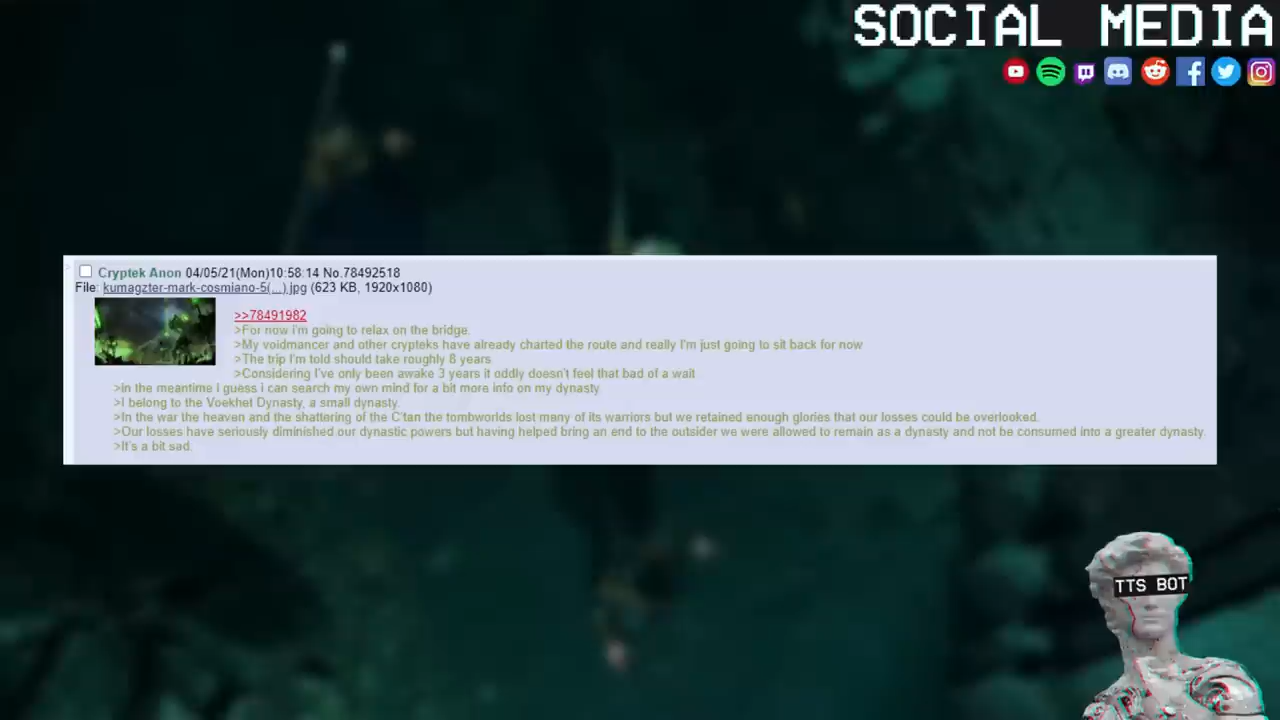 SOCIAL MEDIA
Cryptek Anon 04/05/21(Mon)10:58:14 No.78492518
File: kumagzter-mark-cosmiano-5(...).jpg (623 KB, 1920x1080)
>>78491982
>For now i'm going to relax on the bridge.
>My voidmancer and other crypteks have already charted the route and really I'm just going to sit back for now
>The trip I'm told should take roughly 8 years
>Considering I've only been awake 3 years it oddly doesn't feel that bad of a wait
>in the meantime i guess i can search my own mind for a bit more info on my dynasty
>I belong to the Voekhet Dynasty, a small dynasty.
>In the war the heaven and the shattering of the C'tan the tombworlds lost many of its warriors but we retained enough glories that our losses could be overlooked.
>Our losses have seriously diminished our dynastic powers but having helped bring an end to the outsider we were allowed to remain as a dynasty and not be consumed into a greater dynasty.
>It's a bit sad.
TTS BOT